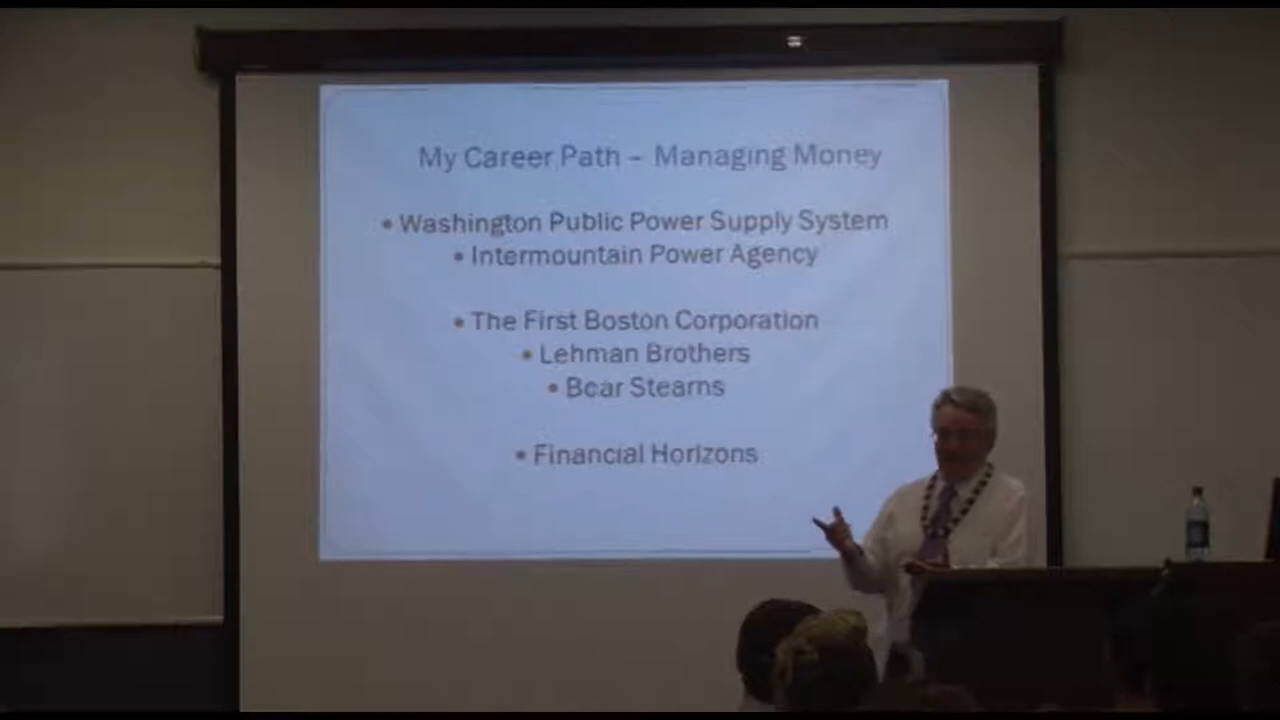 My Career Path – Managing Money
• Washington Public Power Supply System
• Intermountain Power Agency
• The First Boston Corporation
• Lehman Brothers
• Bear Stearns
• Financial Horizons